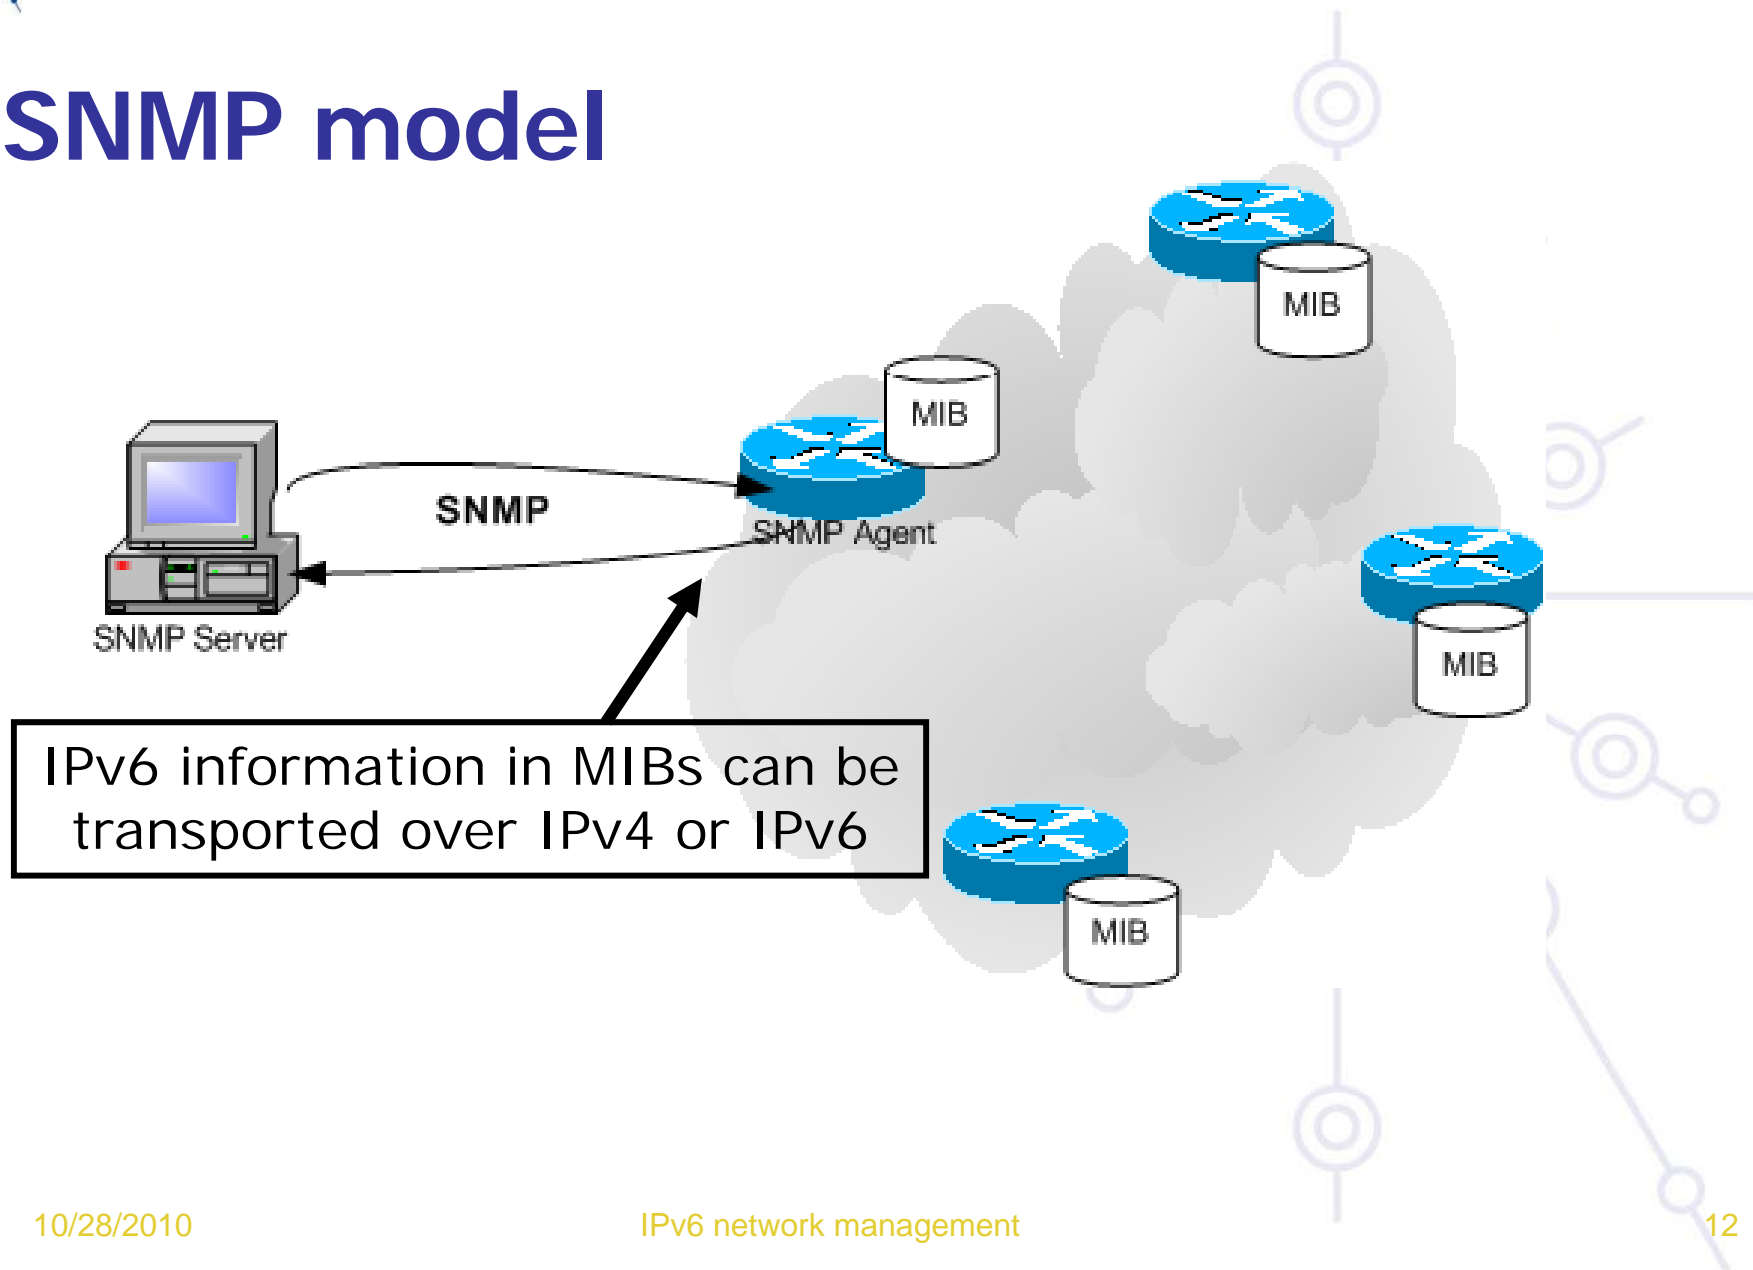 SNMP model
MIB
MIB
SNMP
SNMP Agent
SNMP Server
MIB
IPv6 information in MIBs can be
transported over IPv4 or IPv6
MIB
10/28/2010
IPv6 network management
12